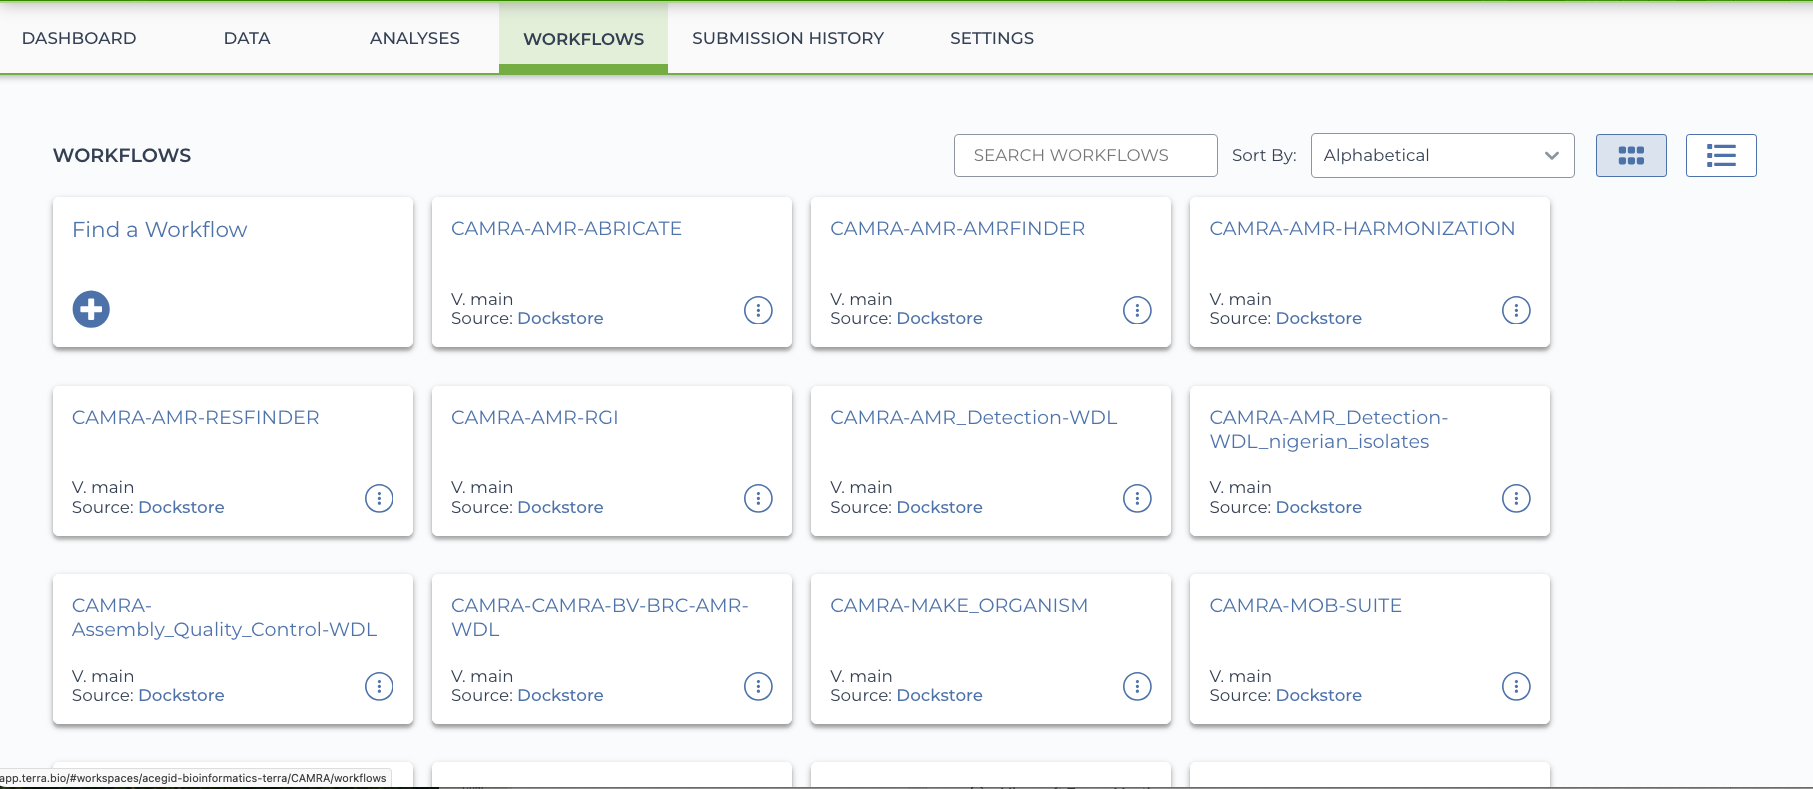 DASHBOARD
DATA
ANALYSES
WORKFLOWS
SUBMISSION HISTORY
SETTINGS
WORKFLOWS
SEARCH WORKFLOWS
Sort By:
Alphabetical
Find a Workflow
CAMRA-AMR-ABRICATE
V. main
Source: Dockstore
CAMRA-AMR-AMRFINDER
V. main
Source: Dockstore
CAMRA-AMR-HARMONIZATION
V. main
Source: Dockstore
CAMRA-AMR-RESFINDER
V. main
Source: Dockstore
CAMRA-AMR-RGI
V. main
Source: Dockstore
CAMRA-AMR_Detection-WDL
V. main
Source: Dockstore
CAMRA-AMR_Detection-
WDL_nigerian_isolates
V. main
Source: Dockstore
CAMRA-
Assembly_Quality_Control-WDL
V. main
Source: Dockstore
CAMRA-CAMRA-BV-BRC-AMR-
WDL
V. main
Source: Dockstore
CAMRA-MAKE_ORGANISM
V. main
Source: Dockstore
CAMRA-MOB-SUITE
V. main
Source: Dockstore
app.terra.bio/#workspaces/acegid-bioinformatics-terra/CAMRA/workflows